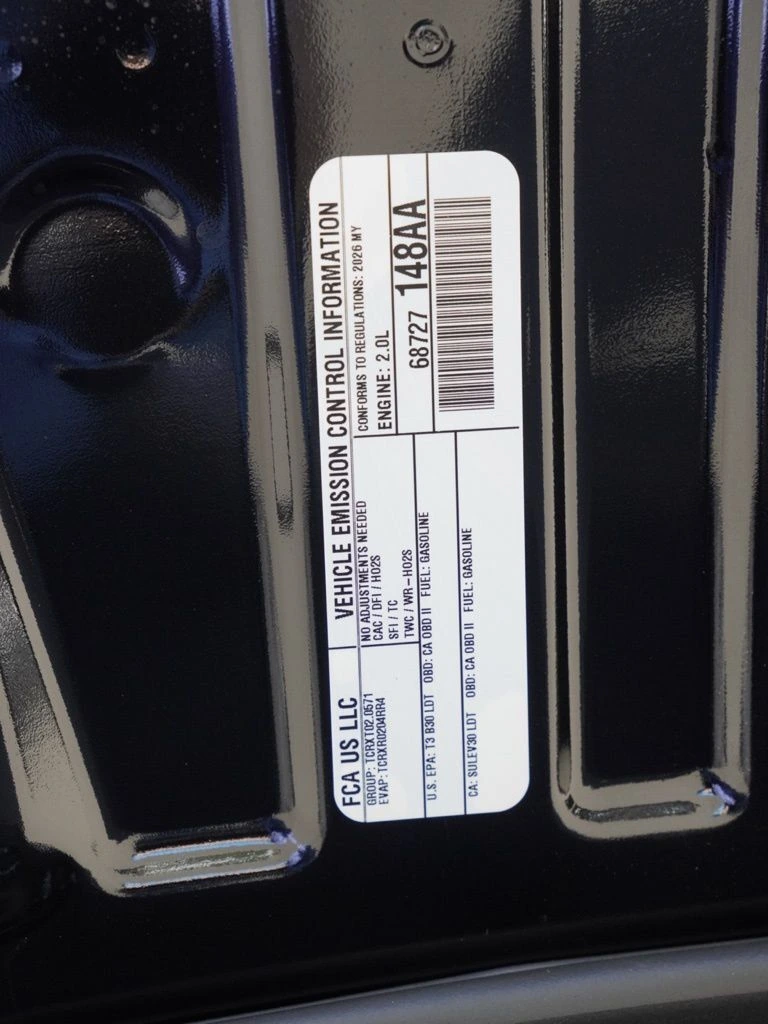 FCA US LLC
VEHICLE EMISSION CONTROL INFORMATION
GROUP: TCRXT02.0571
EVAP: TCRXR0204RR4
NO ADJUSTMENTS NEEDED
CAC / DFI / HO2S
SFI / TC
TWC / WR-HO2S
CONFORMS TO REGULATIONS: 2026 MY
ENGINE: 2.0L
68727 148AA
U.S. EPA: T3 B30 LDT OBD: CA OBD II FUEL: GASOLINE
CA: SULEV30 LDT OBD: CA OBD II FUEL: GASOLINE